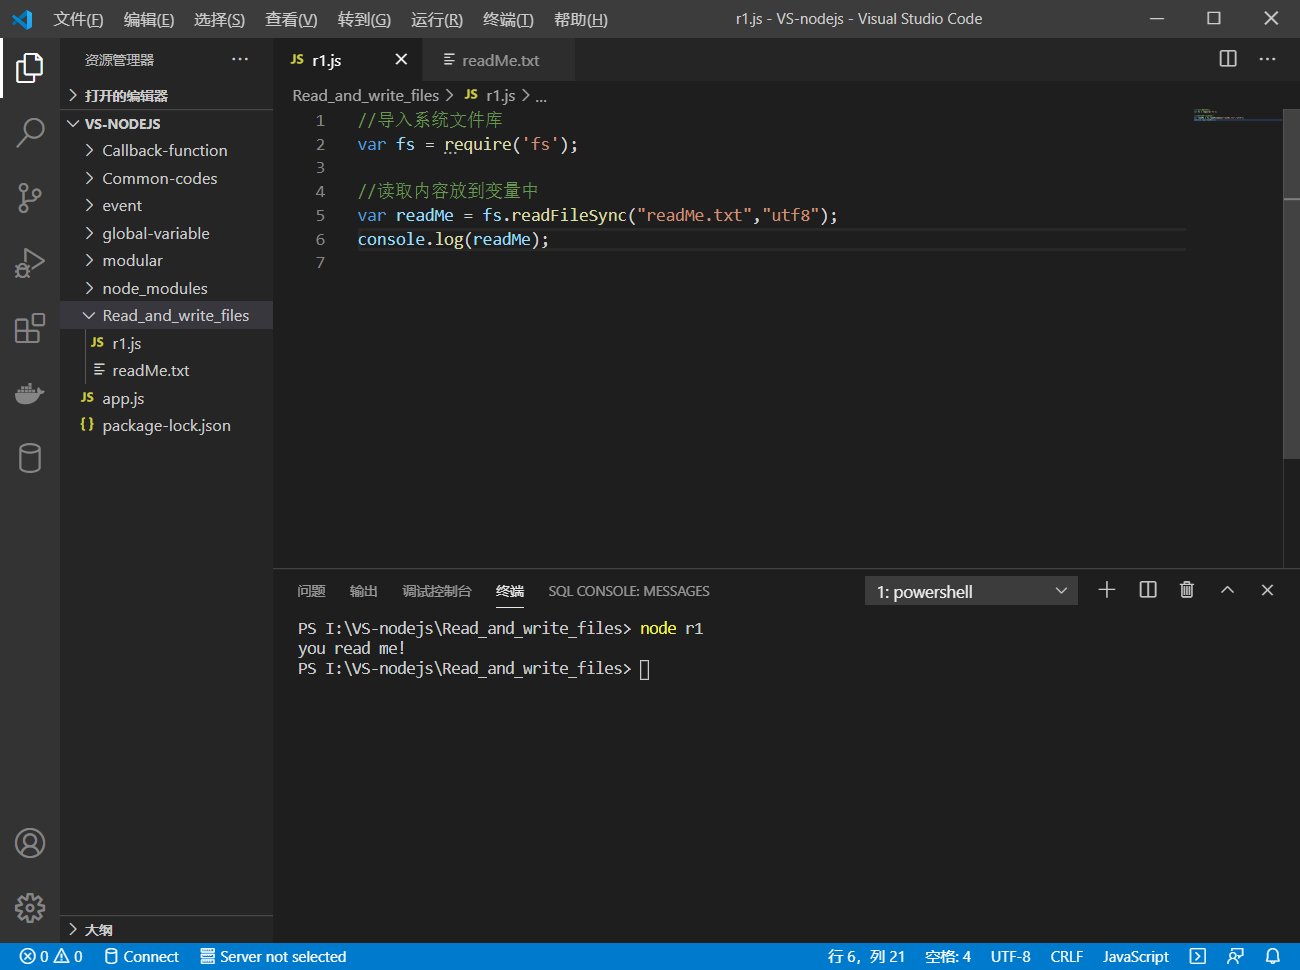 文件(F) 编辑(E) 选择(S) 查看(V) 转到(G) 运行(R) 终端(T) 帮助(H) r1.js - VS-nodejs - Visual Studio Code
资源管理器 ···
打开的编辑器
VS-NODEJS
Callback-function
Common-codes
event
global-variable
modular
node_modules
Read_and_write_files
JS r1.js
readMe.txt
JS app.js
{} package-lock.json
大纲
JS r1.js readMe.txt
Read_and_write_files > JS r1.js > ...
1 //导入系统文件库
2 var fs = require('fs');
3
4 //读取内容放到变量中
5 var readMe = fs.readFileSync("readMe.txt","utf8");
6 console.log(readMe);
7
问题 输出 调试控制台 终端 SQL CONSOLE: MESSAGES 1: powershell
PS I:\VS-nodejs\Read_and_write_files> node r1
you read me!
PS I:\VS-nodejs\Read_and_write_files>
0 0 Connect Server not selected 行 6，列 21 空格: 4 UTF-8 CRLF JavaScript